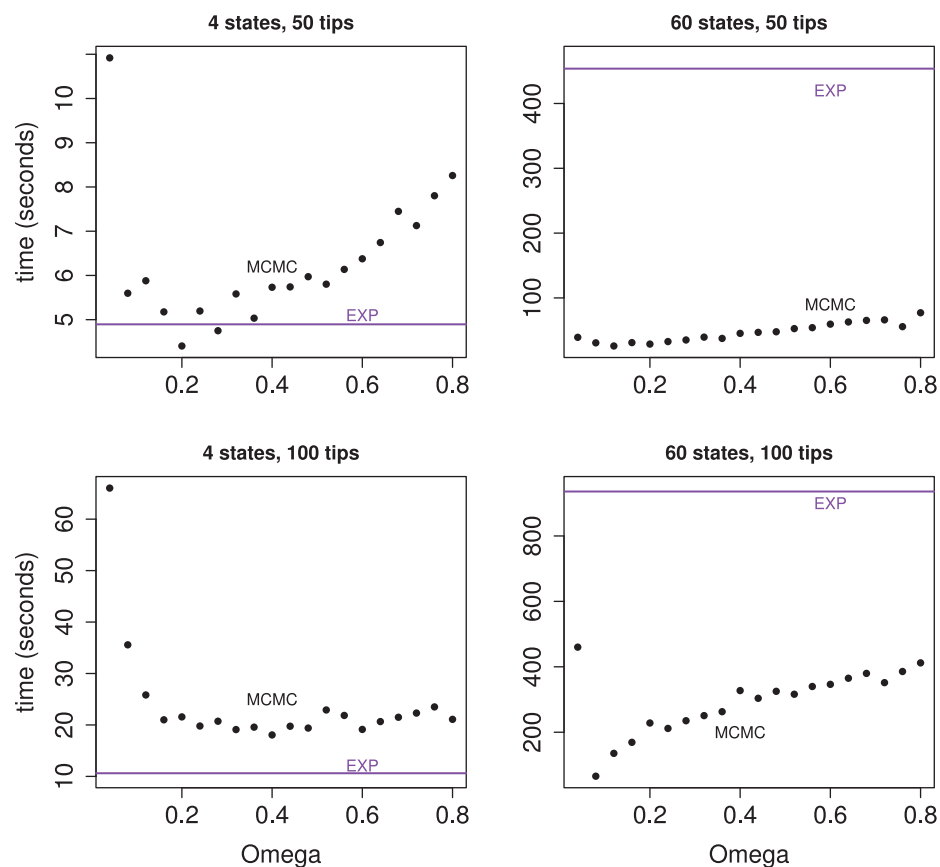 4 states, 50 tips
time (seconds)
5 6 7 8 9 10
MCMC
EXP
0.2 0.4 0.6 0.8
60 states, 50 tips
100 200 300 400
EXP
MCMC
0.2 0.4 0.6 0.8
4 states, 100 tips
time (seconds)
10 20 30 40 50 60
MCMC
EXP
0.2 0.4 0.6 0.8
Omega
60 states, 100 tips
200 400 600 800
EXP
MCMC
0.2 0.4 0.6 0.8
Omega